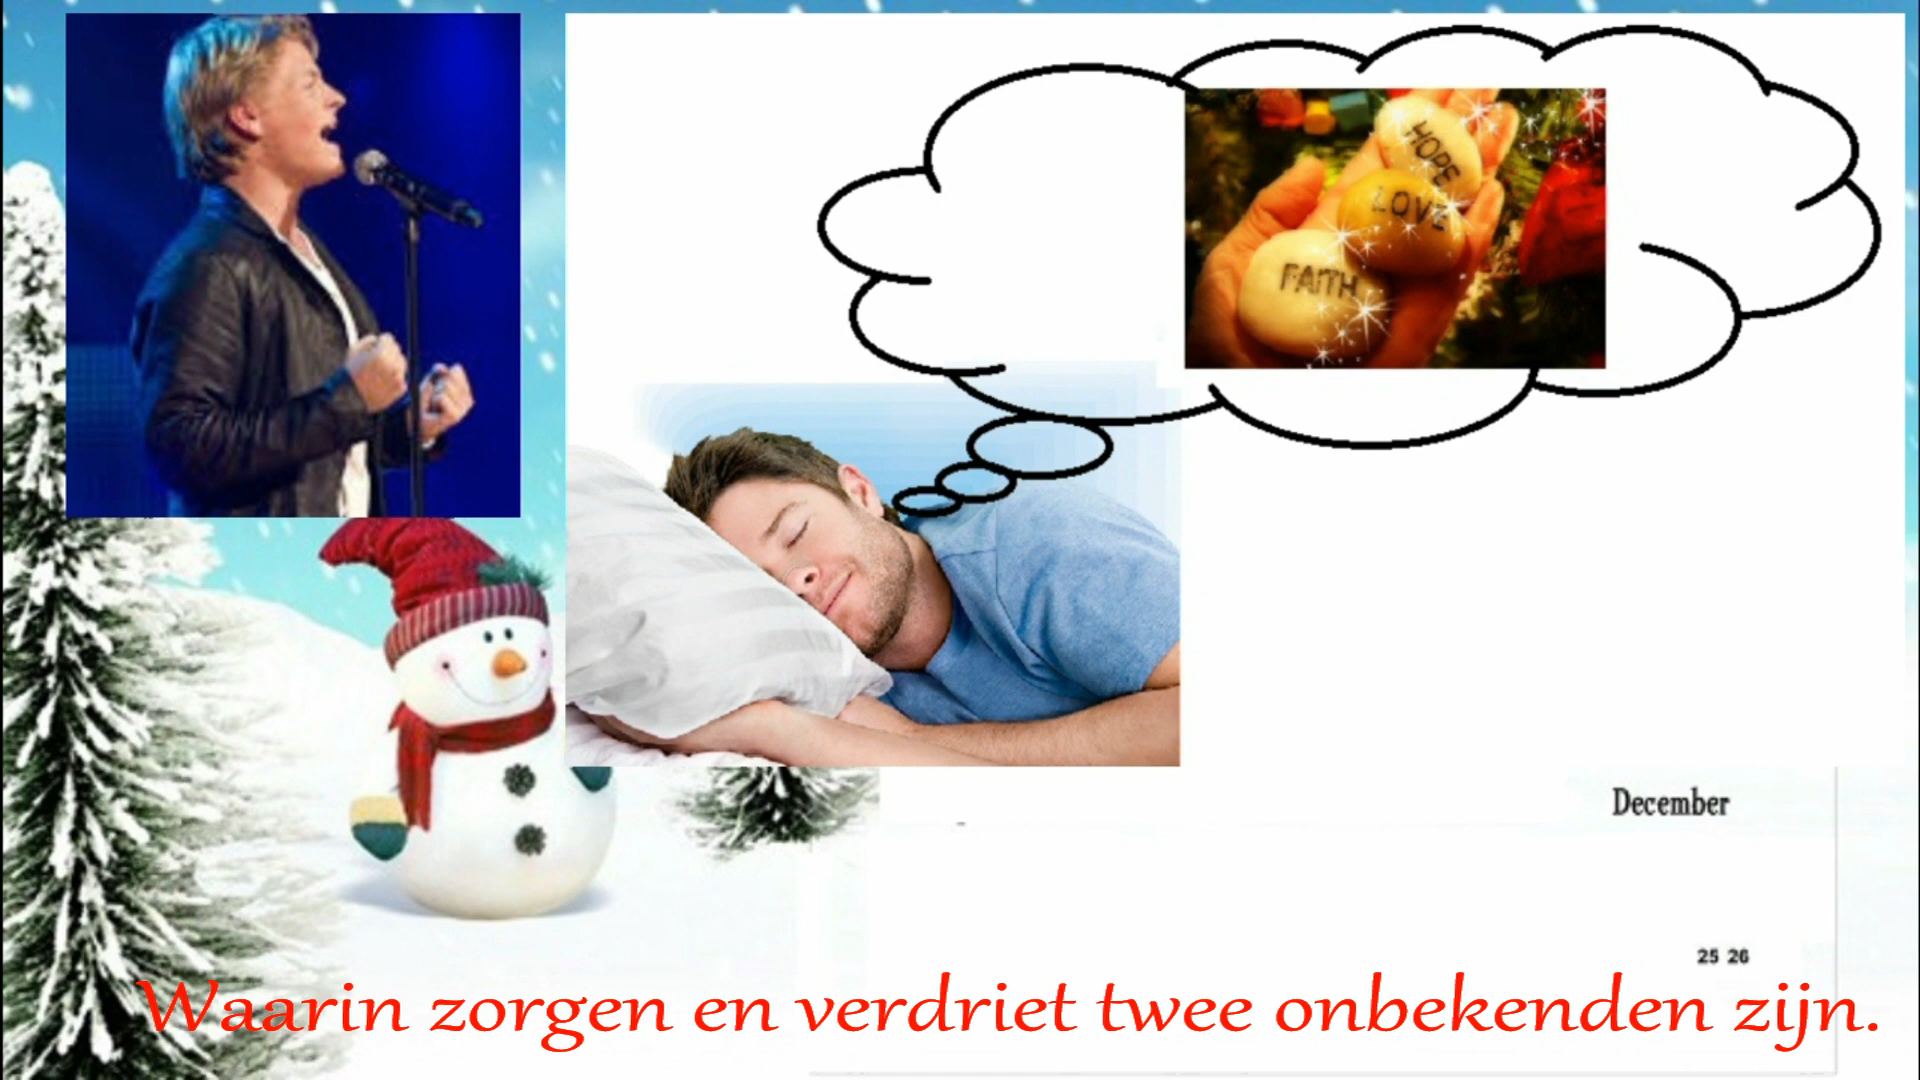 HOPE
LOVE
FAITH
December
25 26
Waarin zorgen en verdriet twee onbekenden zijn.